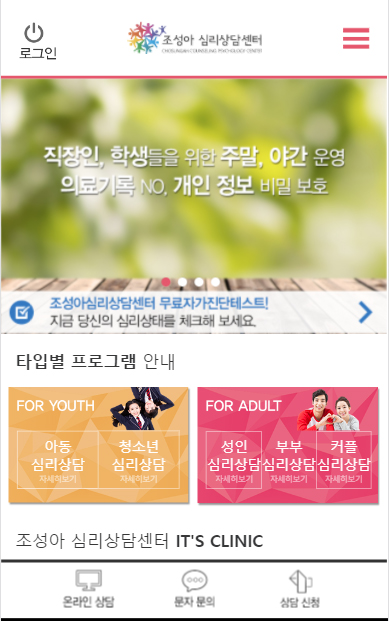 로그인
조성아 심리상담센터
CHOSUNGAH COUNSELING PSYCHOLOGY CENTER
직장인, 학생들을 위한 주말, 야간 운영
의료기록 NO, 개인 정보 비밀 보호
조성아심리상담센터 무료자가진단테스트!
지금 당신의 심리상태를 체크해 보세요.
타입별 프로그램 안내
FOR YOUTH
아동 심리상담 자세히보기
청소년 심리상담 자세히보기
FOR ADULT
성인 심리상담 자세히보기
부부 심리상담 자세히보기
커플 심리상담 자세히보기
조성아 심리상담센터 IT'S CLINIC
온라인 상담
문자 문의
상담 신청